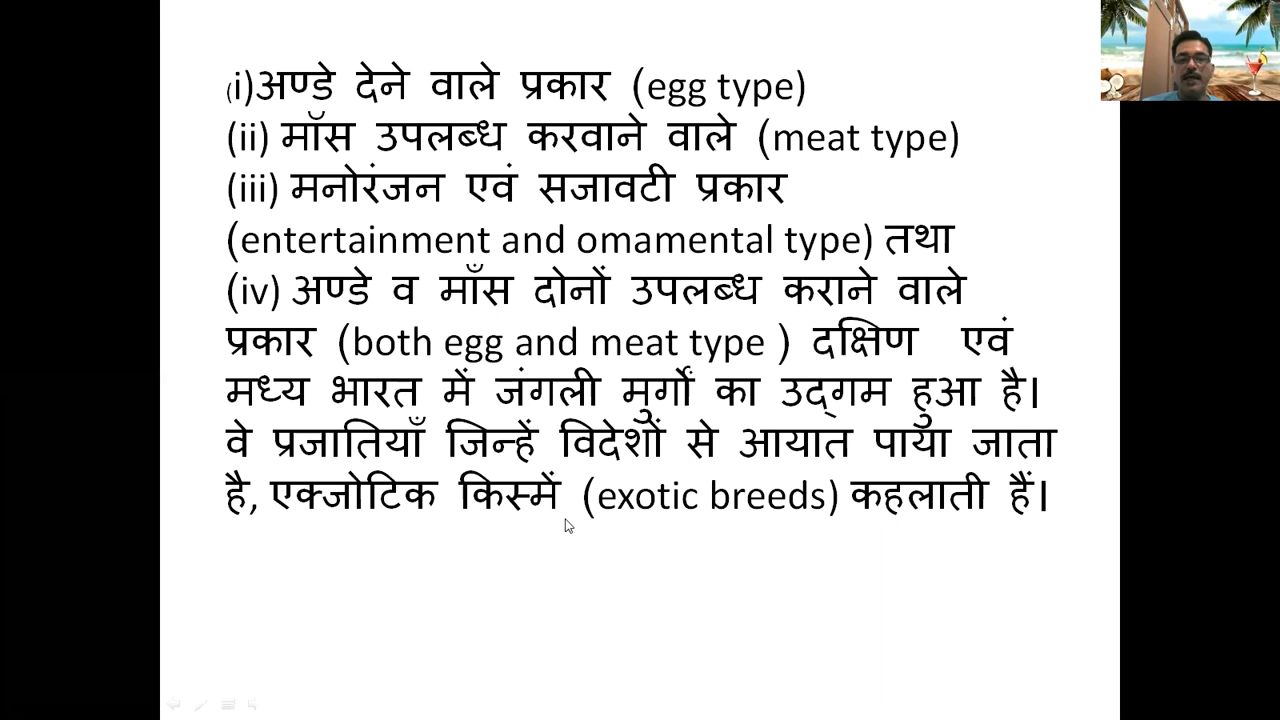 (i)अण्डे देने वाले प्रकार (egg type)
(ii) मॉस उपलब्ध करवाने वाले (meat type)
(iii) मनोरंजन एवं सजावटी प्रकार
(entertainment and omamental type) तथा
(iv) अण्डे व माँस दोनों उपलब्ध कराने वाले
प्रकार (both egg and meat type ) दक्षिण एवं
मध्य भारत में जंगली मुर्गों का उद्गम हुआ है।
वे प्रजातियाँ जिन्हें विदेशों से आयात पाया जाता
है, एक्जोटिक किस्में (exotic breeds) कहलाती हैं।